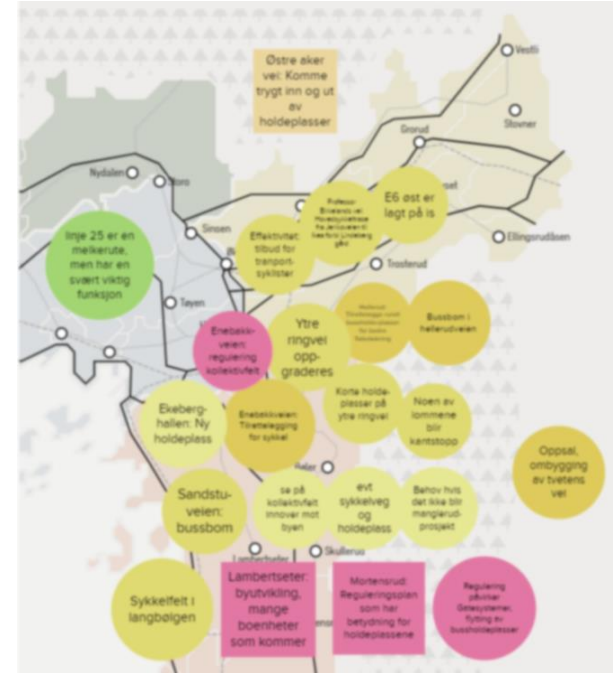 Vestli
Østre aker
vei: Komme
trygt inn og ut
av
holdeplasser
Stovner
Grorud
Nydalen
Storo
E6 øst er
lagt på is
Sinsen
linje 25 er en
melkerute,
men har en
svært viktig
funksjon
Effektivitet:
tilbud for
tranport-
syklister
Ellingsrudåsen
Trosterud
Tøyen
Ytre
ringvei
opp-
graderes
Bussbom i
hellerudveien
Enebakk-
veien:
regulering
kollektivfelt
Korte holde-
plasser på
ytre ringvei
Noen av
lommene
blir
kantstopp
Ekeberg-
hallen: Ny
holdeplass
Enebakkveien:
Tilrettelegging
for sykkel
Oppsal,
ombygging
av tvetens
vei
Sandstu-
veien:
bussbom
se på
kollektivfelt
innover mot
byen
evt
sykkelveg
og
holdeplass
Behov hvis
det ikke blir
manglerud-
prosjekt
Lambertseter
Skullerud
Sykkelfelt i
langbølgen
Lambertseter:
byutvikling,
mange
boenheter
som kommer
Mortensrud:
Reguleringsplan
som har
betydning for
holdeplassene
Regulering
påvirker
Gatesystemer,
flytting av
bussholdeplasser